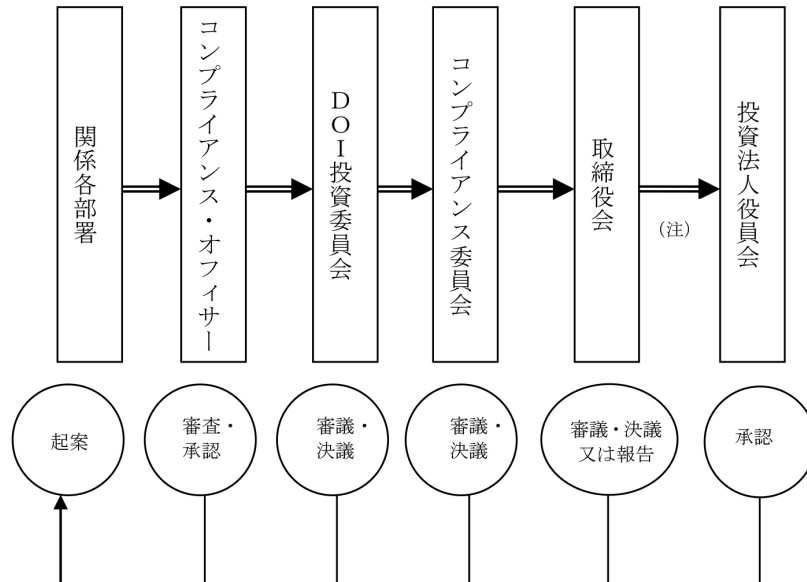 関係各部署
コンプライアンス・オフィサー
DOI投資委員会
コンプライアンス委員会
取締役会
(注)
投資法人役員会
起案
審査・
承認
審議・
決議
審議・
決議
審議・決議
又は報告
承認